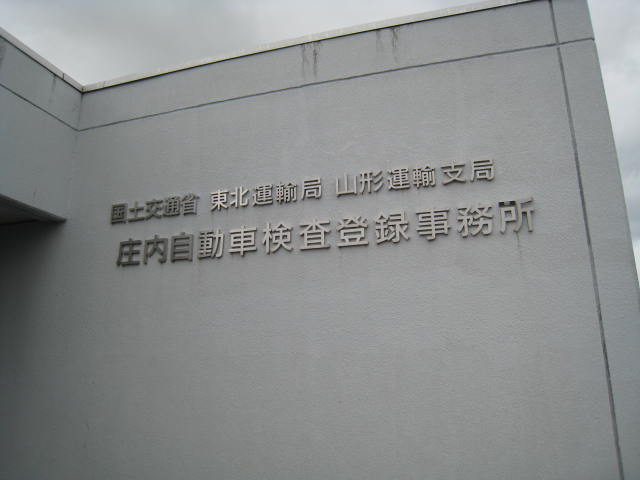 国土交通省 東北運輸局 山形運輸支局
庄内自動車検査登録事務所